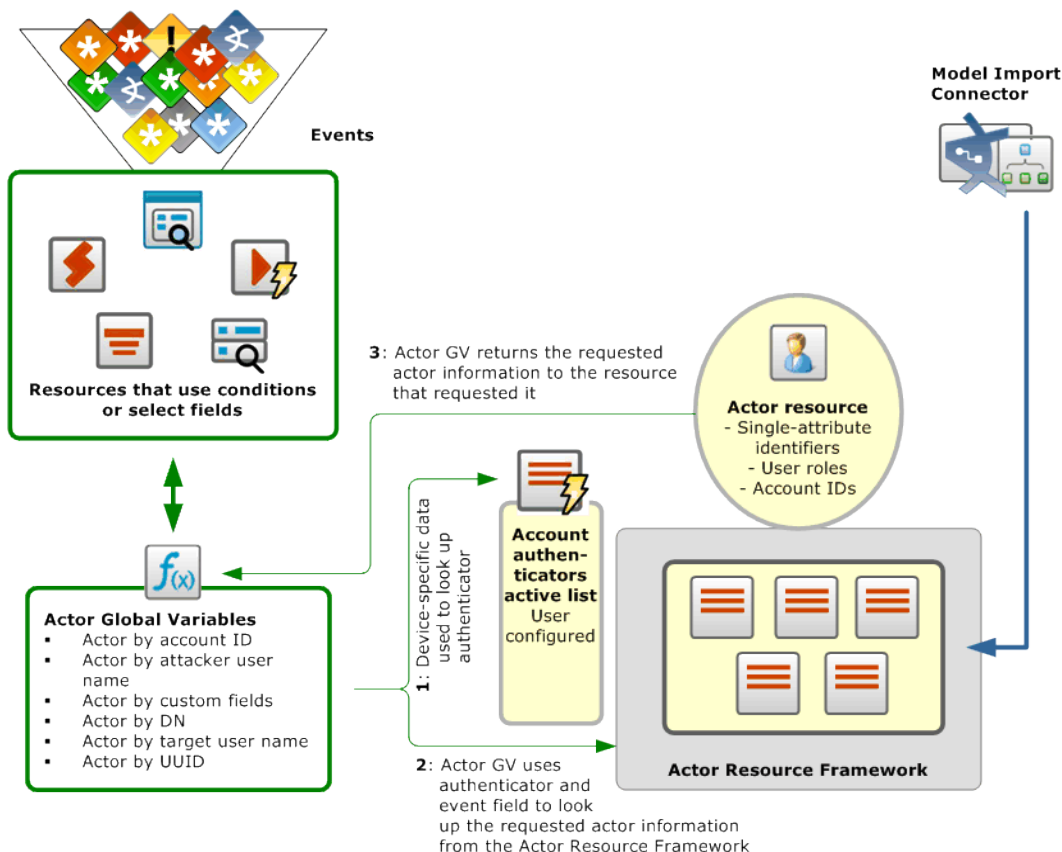 Events
Model Import
Connector
Resources that use conditions
or select fields
3: Actor GV returns the requested
actor information to the resource
that requested it
Actor resource
- Single-attribute
identifiers
- User roles
- Account IDs
f(x)
Actor Global Variables
▪ Actor by account ID
▪ Actor by attacker user
name
▪ Actor by custom fields
▪ Actor by DN
▪ Actor by target user name
▪ Actor by UUID
1: Device-specific data
used to look up
authenticator
Account
authen-
ticators
active list
User
configured
2: Actor GV uses
authenticator and
event field to look
up the requested actor information
from the Actor Resource Framework
Actor Resource Framework